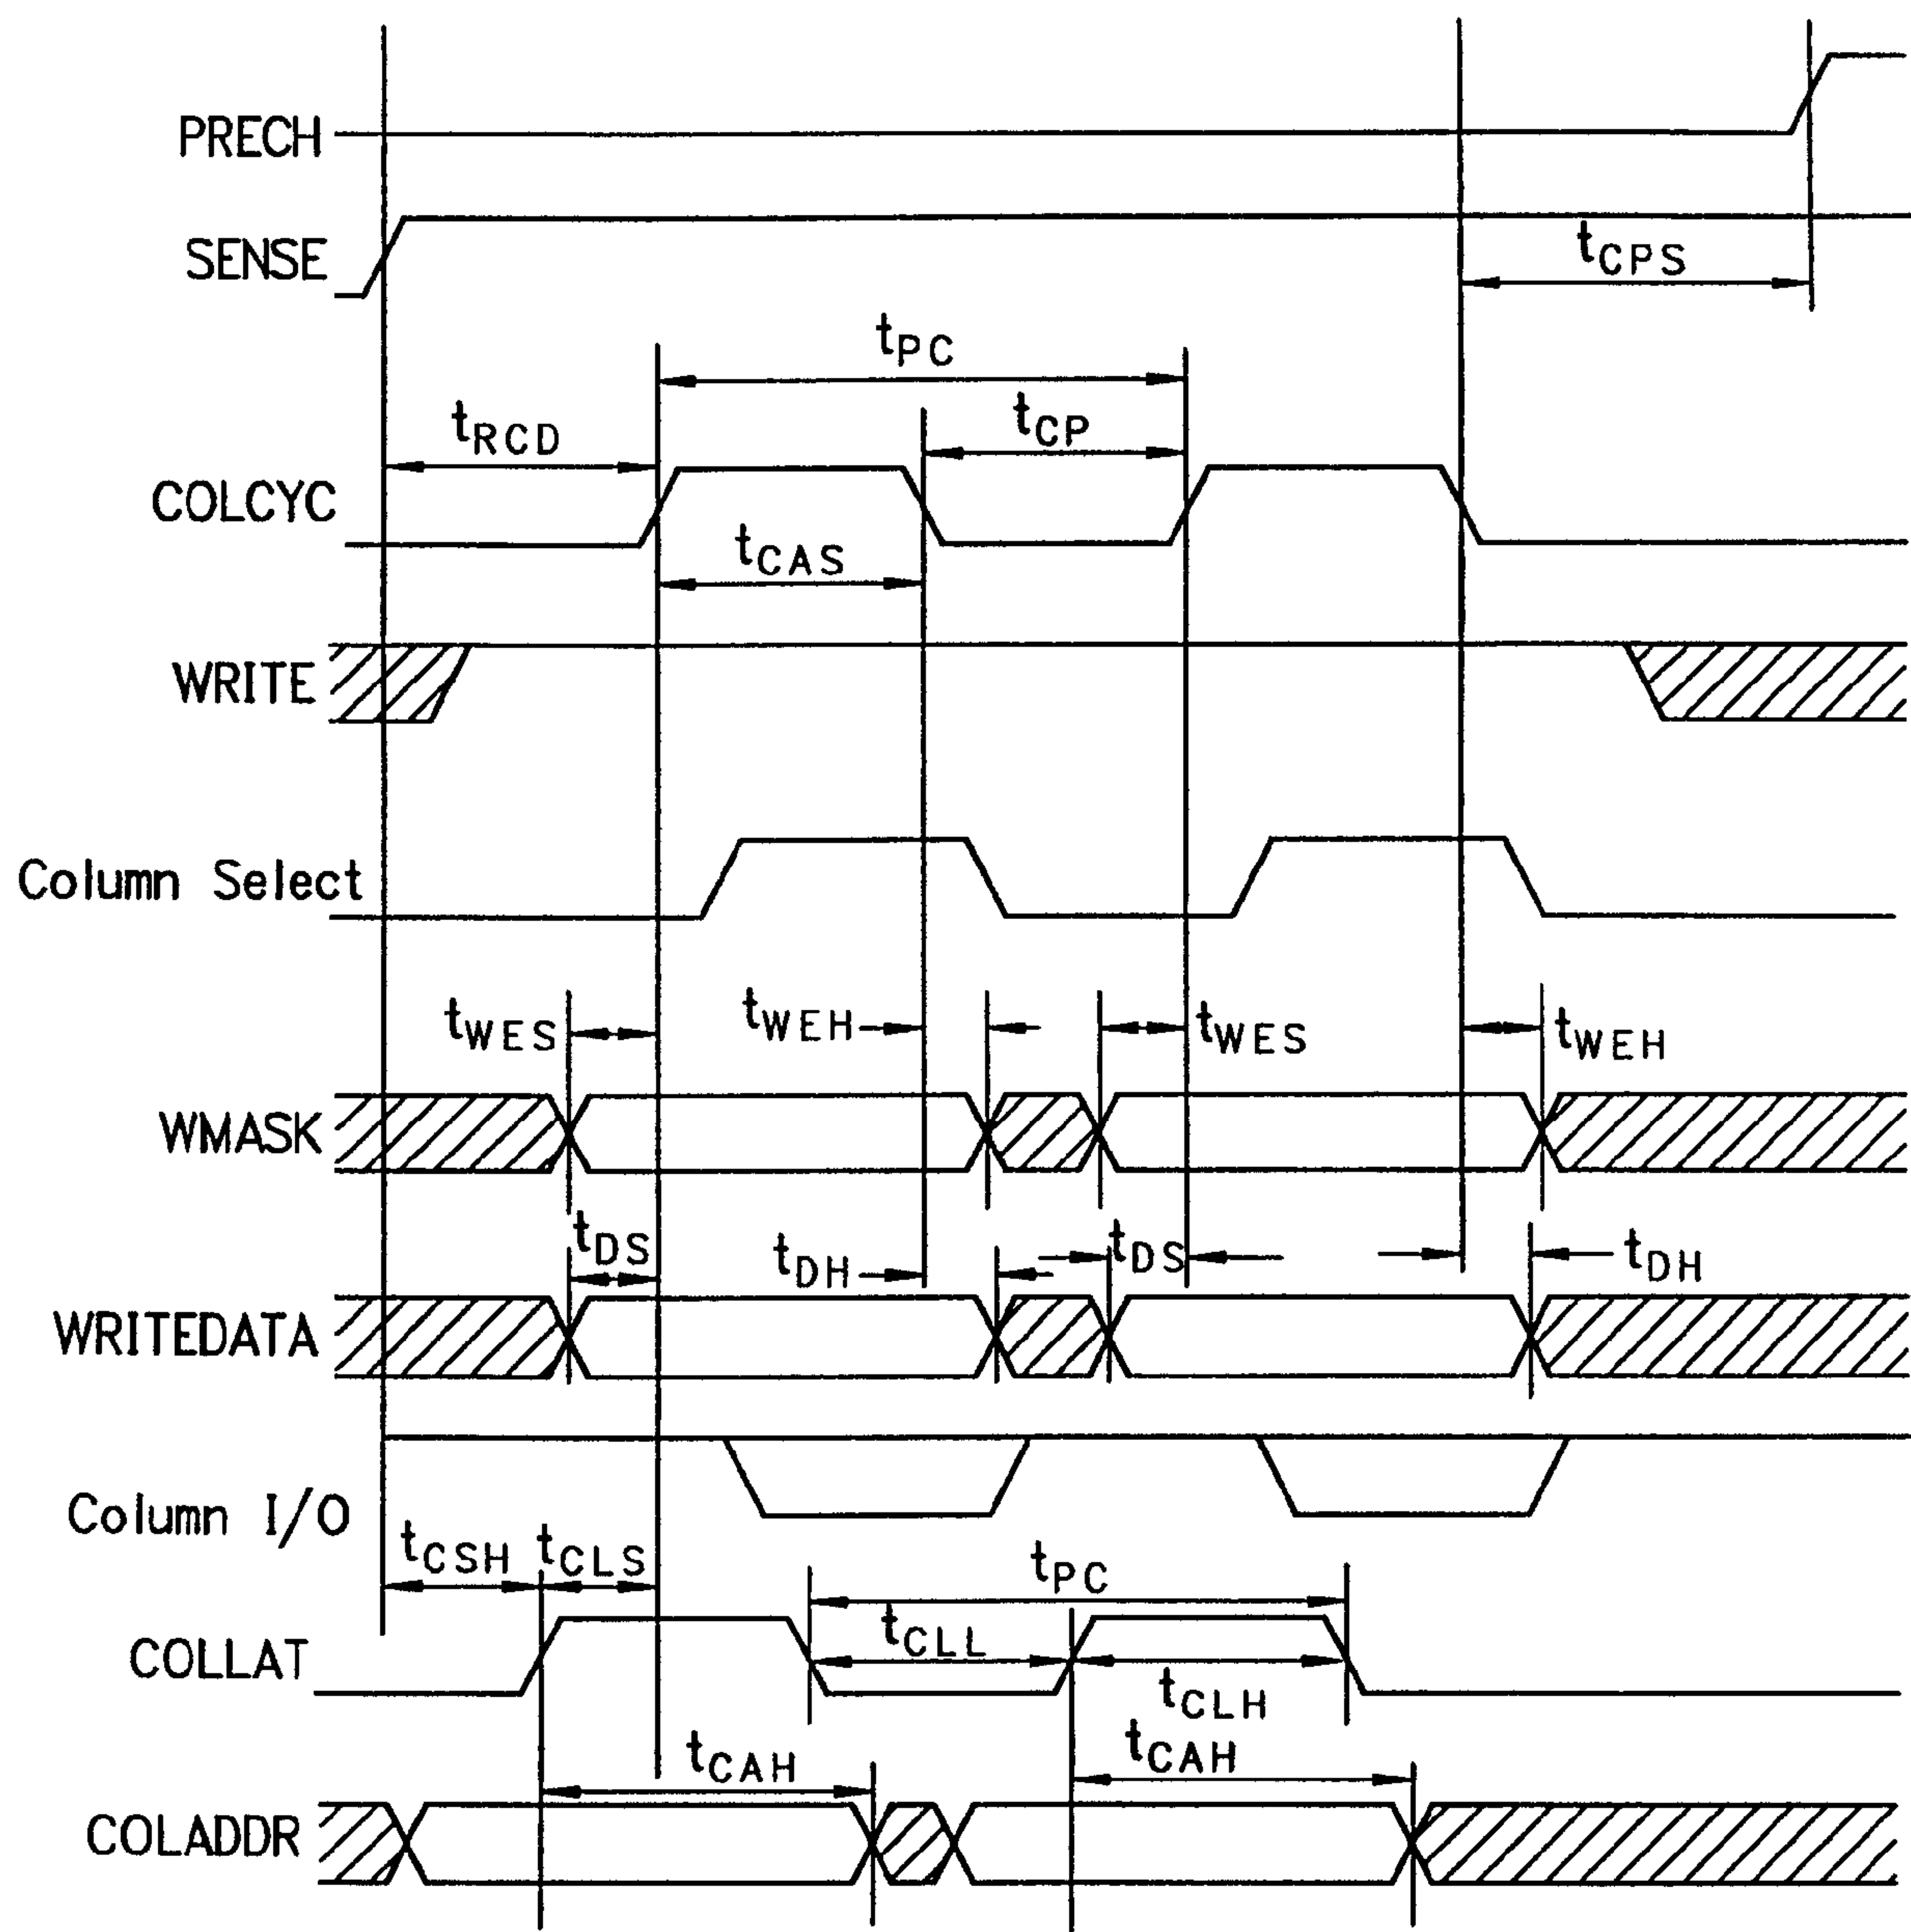 PRECH
SENSE
tCPS
tPC
tRCD
tCP
COLCYC
tCAS
WRITE
Column Select
tWES
tWEH
tWES
tWEH
WMASK
tDS
tDH
tDS
tDH
WRITEDATA
Column I/O
tCSH
tCLS
tPC
COLLAT
tCLL
tCLH
tCAH
tCAH
COLADDR